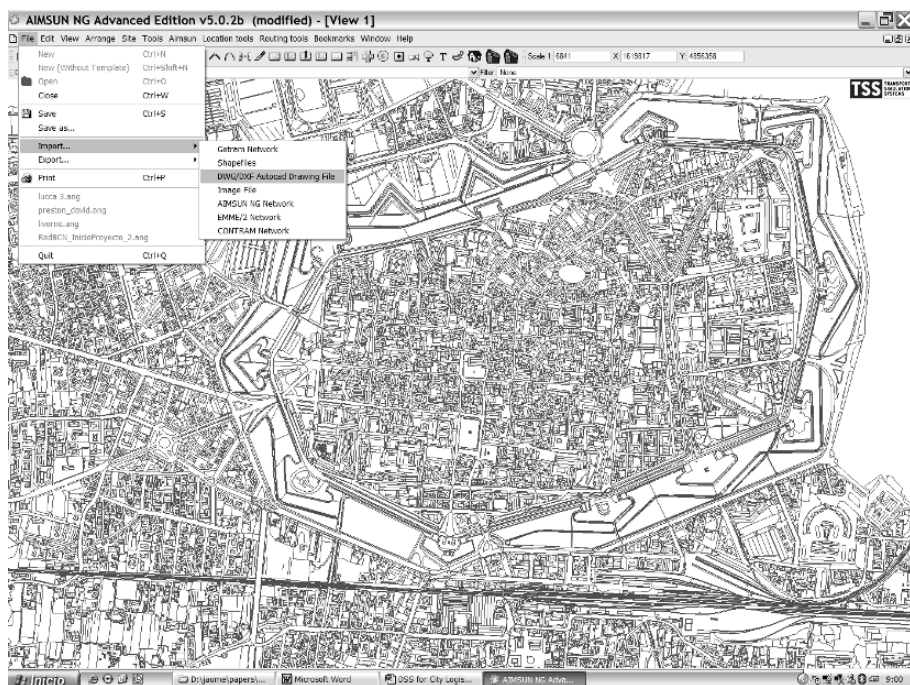 AIMSUN NG Advanced Edition v5.0.2b (modified) - [View 1]
File Edit View Arrange Site Tools Aimsun Location tools Routing tools Bookmarks Window Help
New Ctrl+N
New (Without Template) Ctrl+Shift+N
Open Ctrl+O
Close Ctrl+W
Save Ctrl+S
Save as...
Import...
Export...
Print Ctrl+P
lucca 3.ang
preston_david.ang
livorno.ang
RedBCN_InicioProyecto_2.ang
Quit Ctrl+Q
Getram Network
Shapefiles
DWG/DXF Autocad Drawing File
Image File
AIMSUN NG Network
EMME/2 Network
CONTRAM Network
T
Scale 1 6841 X: 1619817 Y: 4856358
Filter None
TSS TRANSPORT SIMULATION SYSTEMS
Inicio
D:\jaume\papers\...
Microsoft Word
DSS for City Logis...
AIMSUN NG Adva...
9:00